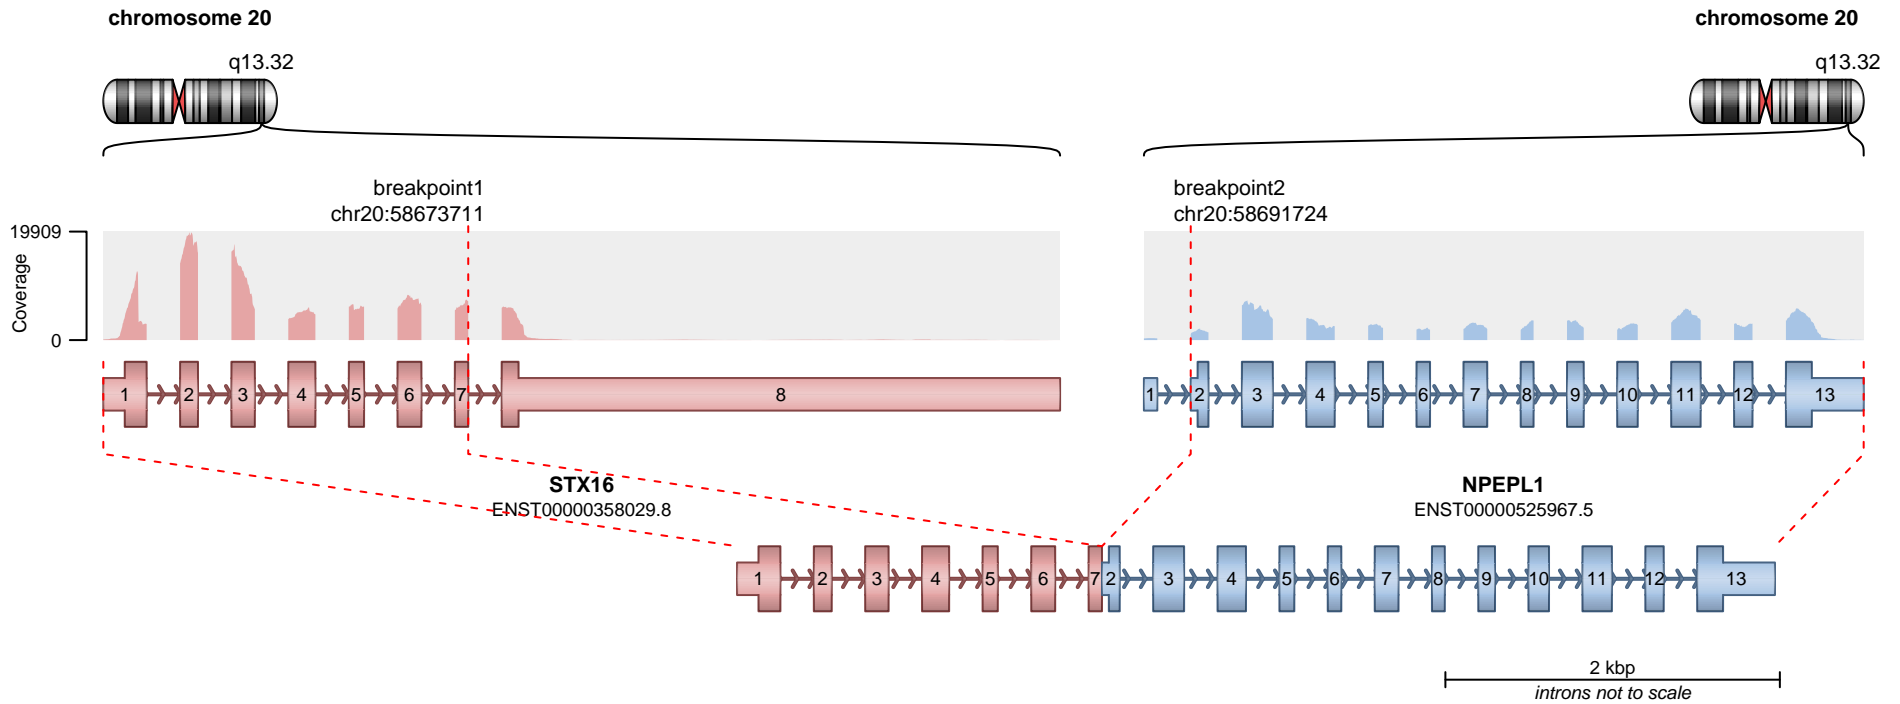 chromosome 20
chromosome 20
q13.32
q13.32
breakpoint1
chr20:58673711
breakpoint2
chr20:58691724
19909
Coverage
0
1 2 3 4 5 6 7 8
1 2 3 4 5 6 7 8 9 10 11 12 13
STX16
ENST00000358029.8
NPEPL1
ENST00000525967.5
1 2 3 4 5 6 7 2 3 4 5 6 7 8 9 10 11 12 13
2 kbp
introns not to scale